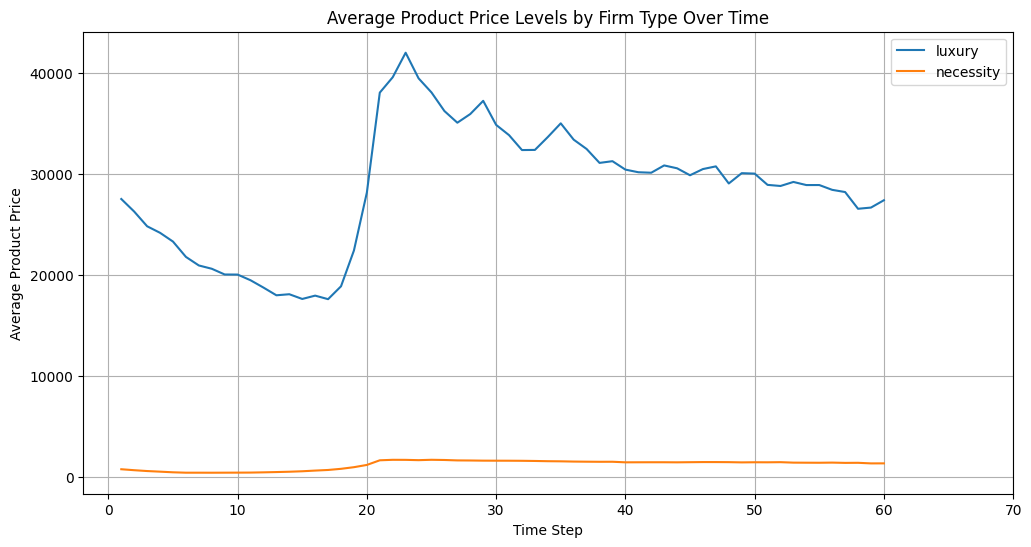 Average Product Price Levels by Firm Type Over Time
luxury
necessity
Average Product Price
40000
30000
20000
10000
0
0 10 20 30 40 50 60 70
Time Step